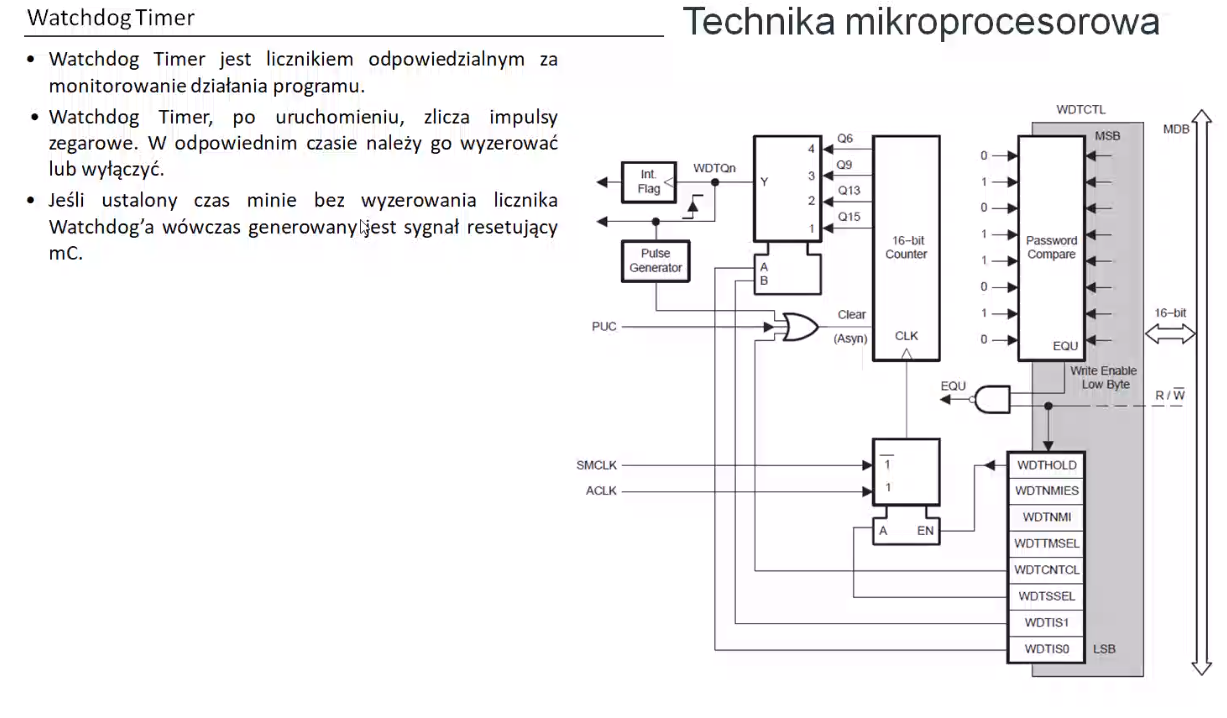 Watchdog Timer
Technika mikroprocesorowa
• Watchdog Timer jest licznikiem odpowiedzialnym za
monitorowanie działania programu.
• Watchdog Timer, po uruchomieniu, zlicza impulsy
zegarowe. W odpowiednim czasie należy go wyzerować
lub wyłączyć.
• Jeśli ustalony czas minie bez wyzerowania licznika
Watchdog’a wówczas generowany jest sygnał resetujący
mC.
WDTCTL
MDB
MSB
Int.
Flag
WDTQn
Y
4
3
2
1
Q6
Q9
Q13
Q15
16–bit
Counter
0
1
0
1
1
0
1
0
Password
Compare
EQU
Pulse
Generator
A
B
PUC
Clear
(Asyn)
CLK
16–bit
Write Enable
Low Byte
EQU
R / W̅
SMCLK
ACLK
1̅
1
A
EN
WDTHOLD
WDTNMIES
WDTNMI
WDTTMSEL
WDTCNTCL
WDTSSEL
WDTIS1
WDTIS0
LSB